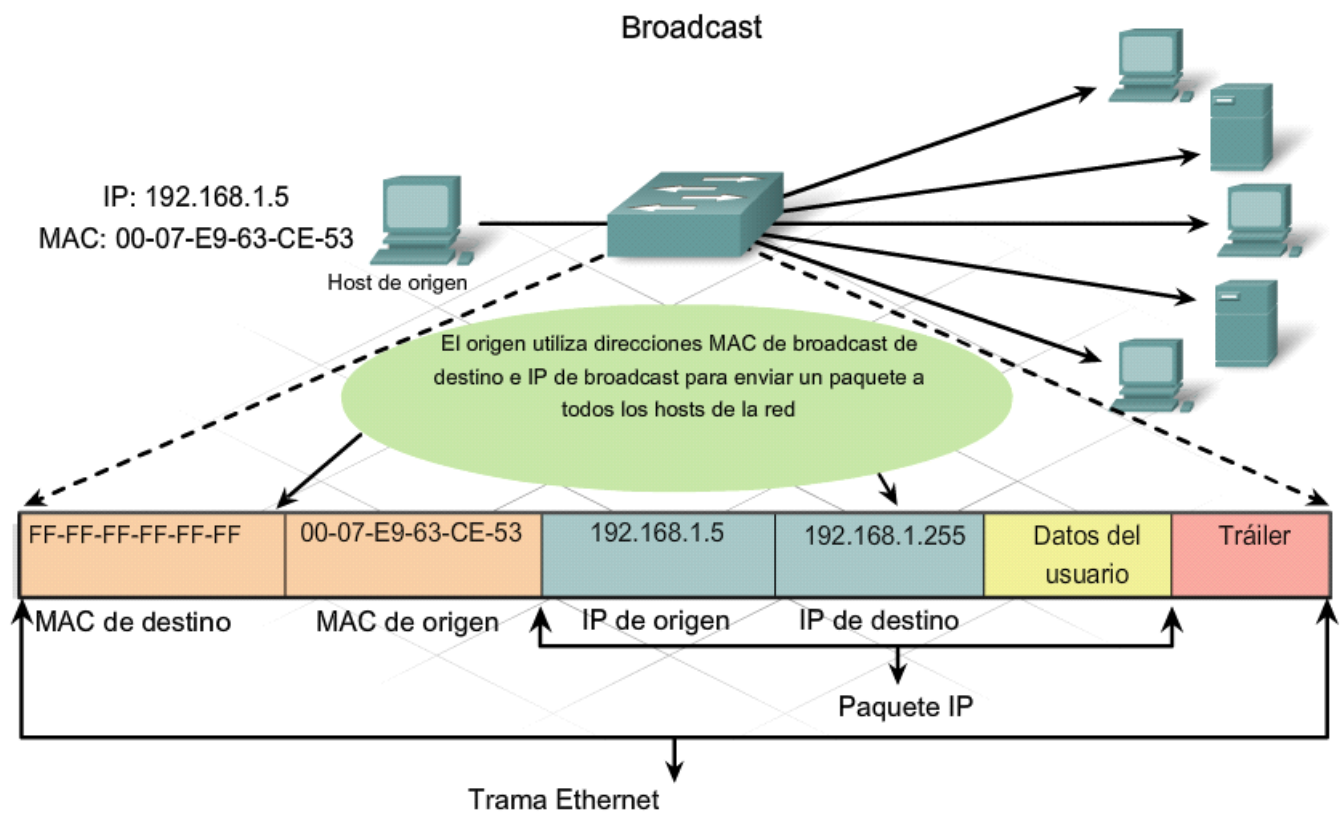 Broadcast
IP: 192.168.1.5
MAC: 00-07-E9-63-CE-53
Host de origen
El origen utiliza direcciones MAC de broadcast de
destino e IP de broadcast para enviar un paquete a
todos los hosts de la red
FF-FF-FF-FF-FF-FF
00-07-E9-63-CE-53
192.168.1.5
192.168.1.255
Datos del
usuario
Tráiler
MAC de destino
MAC de origen
IP de origen
IP de destino
Paquete IP
Trama Ethernet